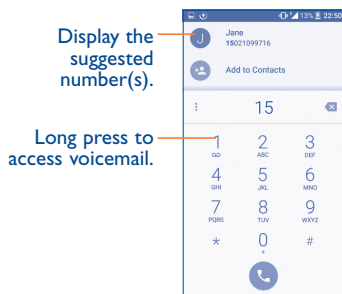 13% 22:50
Display the
suggested
number(s).
J
Jane
15021099716
Add to Contacts
15
Long press to
access voicemail.
1 2 3
ABC DEF
4 5 6
GHI JKL MNO
7 8 9
PQRS TUV WXYZ
* 0 #
+